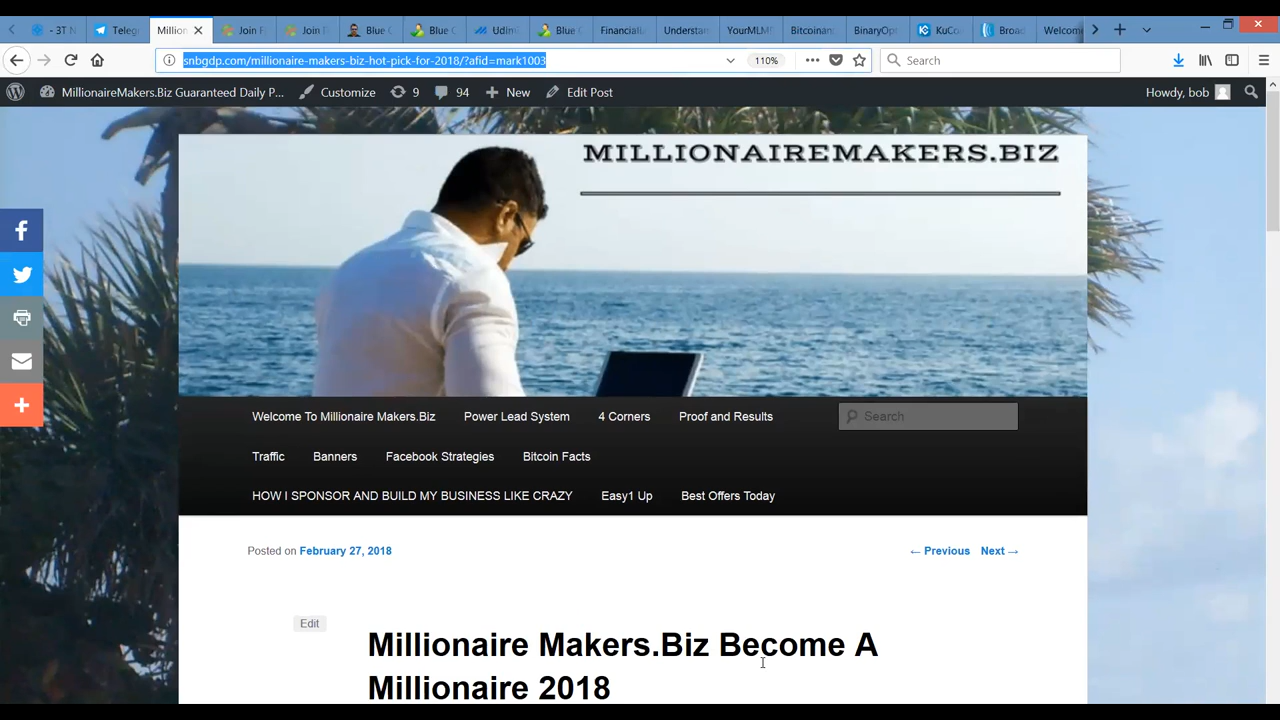 - BT N
Teleg
Million
Join F
Join F
Blue C
Blue C
Udim
Blue C
Financial
Understar
YourMLM
Bitcoinan
BinaryOpt
KuCo
Broad
Welcome
snbgdp.com/millionaire-makers-biz-hot-pick-for-2018/?afid=mark1003
110%
Search
MillionaireMakers.Biz Guaranteed Daily P...
Customize
9
94
New
Edit Post
Howdy, bob
MILLIONAIREMAKERS.BIZ
Welcome To Millionaire Makers.Biz
Power Lead System
4 Corners
Proof and Results
Search
Traffic
Banners
Facebook Strategies
Bitcoin Facts
HOW I SPONSOR AND BUILD MY BUSINESS LIKE CRAZY
Easy1 Up
Best Offers Today
Posted on February 27, 2018
← Previous
Next →
Edit
Millionaire Makers.Biz Become A
Millionaire 2018